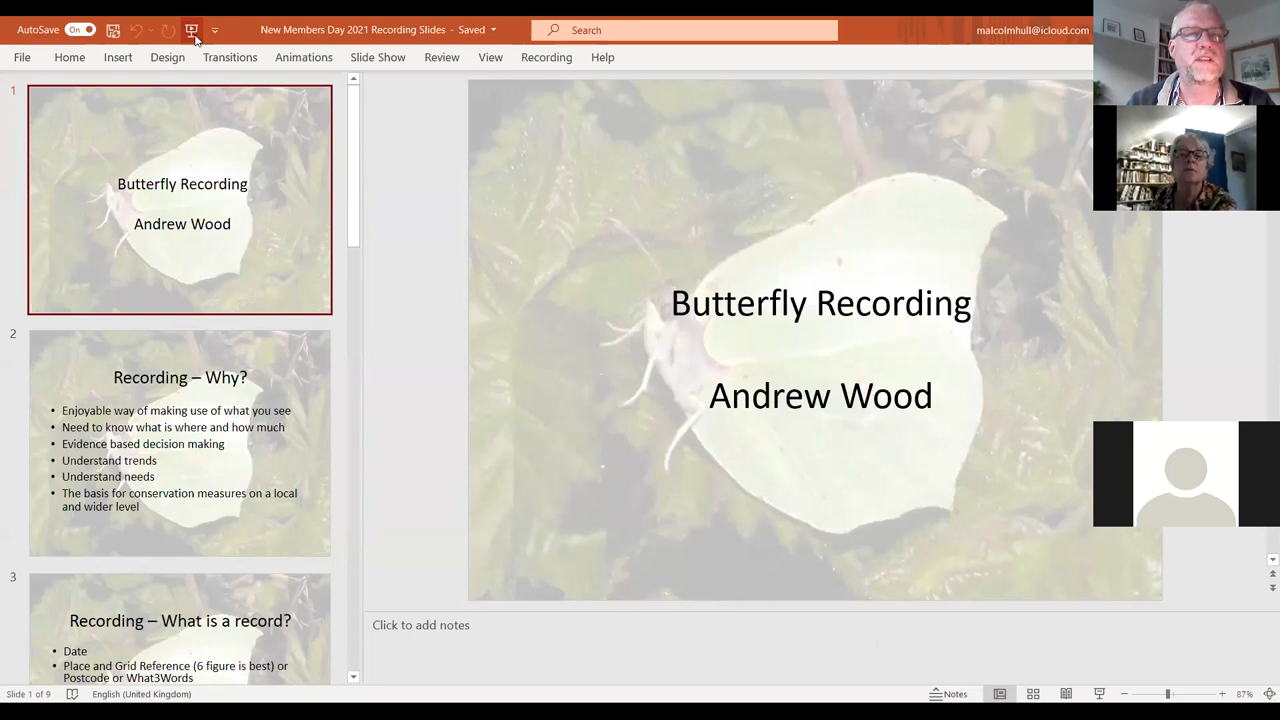 AutoSave On
New Members Day 2021 Recording Slides - Saved
Search
malcolmhull@icloud.com
File Home Insert Design Transitions Animations Slide Show Review View Recording Help
1
Butterfly Recording
Andrew Wood
2
Recording – Why?
• Enjoyable way of making use of what you see
• Need to know what is where and how much
• Evidence based decision making
• Understand trends
• Understand needs
• The basis for conservation measures on a local
and wider level
3
Recording – What is a record?
• Date
• Place and Grid Reference (6 figure is best) or
Postcode or What3Words
Butterfly Recording
Andrew Wood
Click to add notes
Slide 1 of 9
English (United Kingdom)
Notes
87%